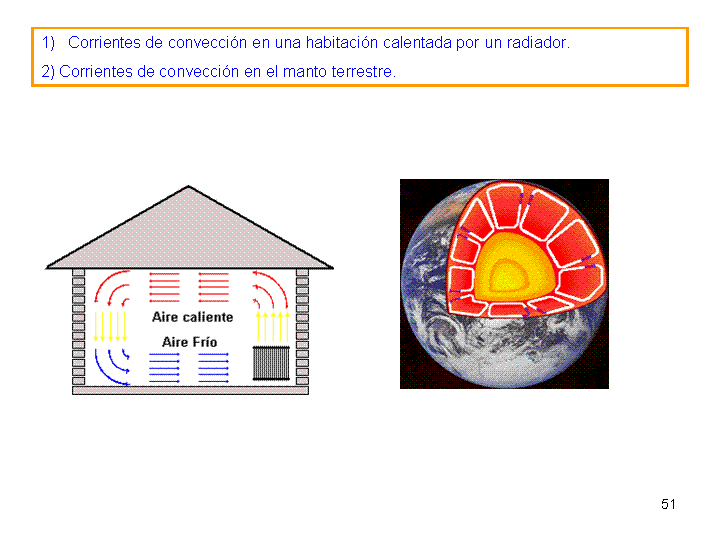 1) Corrientes de convección en una habitación calentada por un radiador.
2) Corrientes de convección en el manto terrestre.
Aire caliente
Aire Frío
51